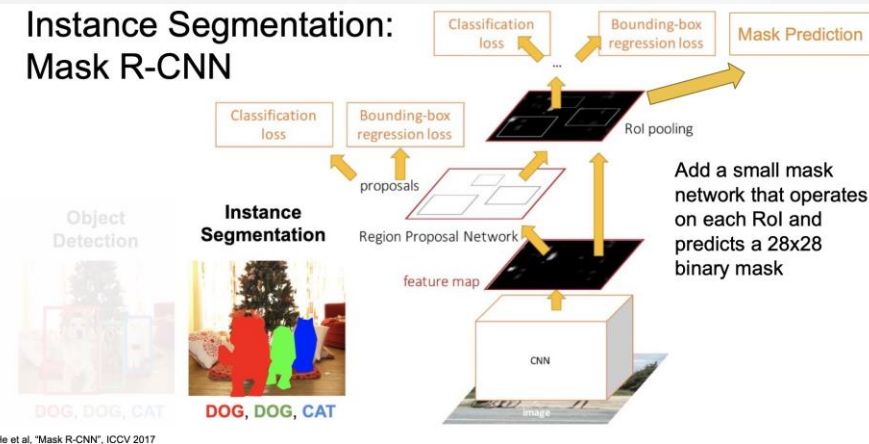 Instance Segmentation:
Mask R-CNN
Classification
loss
Bounding-box
regression loss
Mask Prediction
...
Classification
loss
Bounding-box
regression loss
RoI pooling
proposals
Add a small mask
network that operates
on each RoI and
predicts a 28x28
binary mask
Object
Detection
Instance
Segmentation
Region Proposal Network
feature map
CNN
image
DOG, DOG, CAT
DOG, DOG, CAT
He et al, "Mask R-CNN", ICCV 2017